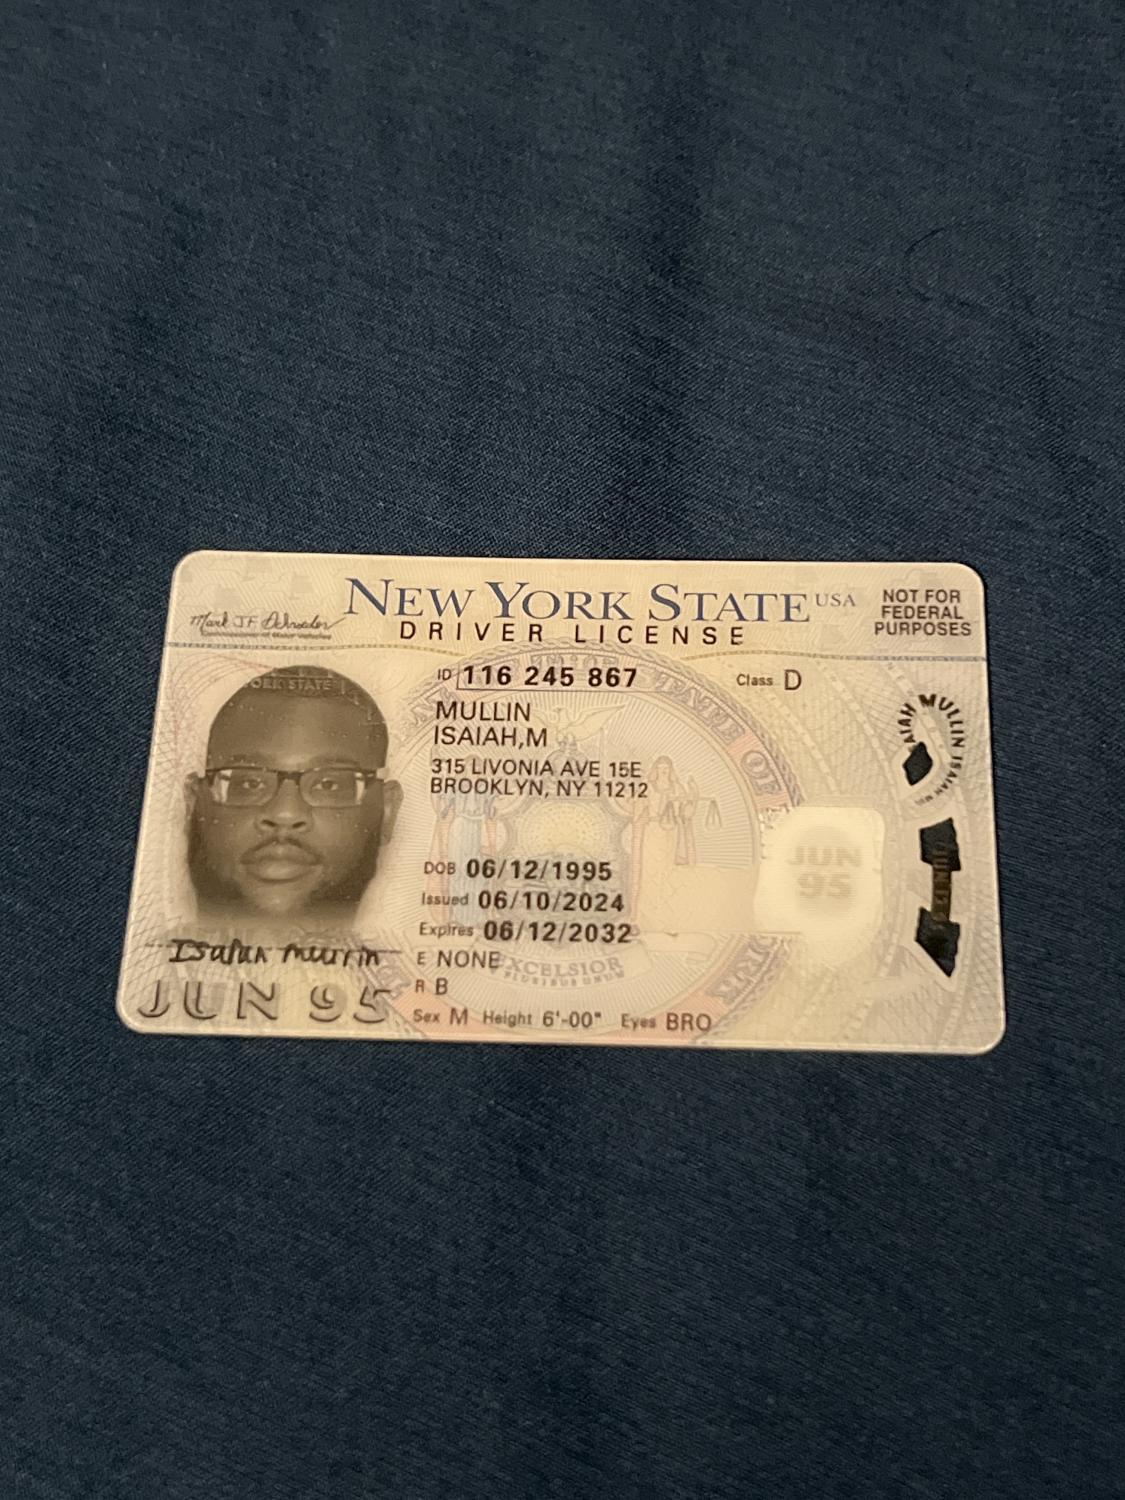 NEW YORK STATE USA
DRIVER LICENSE
NOT FOR
FEDERAL
PURPOSES
ID 116 245 867
Class D
MULLIN
ISAIAH,M
315 LIVONIA AVE 15E
BROOKLYN, NY 11212
DOB 06/12/1995
Issued 06/10/2024
Expires 06/12/2032
E NONE
R B
Sex M Height 6'-00" Eyes BRO
JUN 95
JUN
95
EXCELSIOR
MULLIN ISAIAH